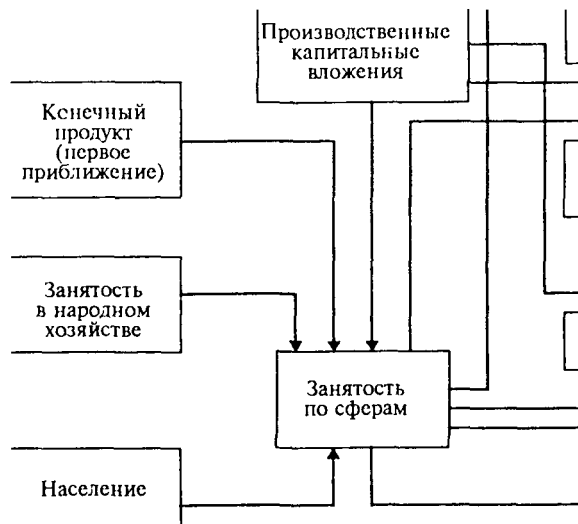 Производственные
капитальные
вложения
Конечный
продукт
(первое
приближение)
Занятость
в народном
хозяйстве
Занятость
по сферам
Население